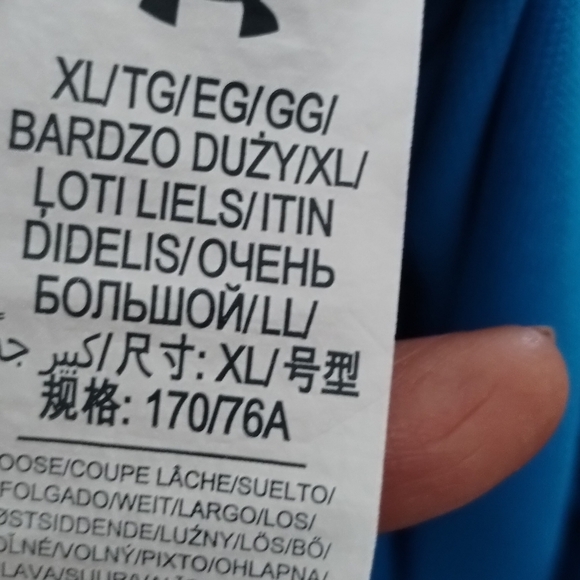 XL/TG/EG/GG/
BARDZO DUŻY/XL/
ĻOTI LIELS/ITIN
DIDELIS/ОЧЕНЬ
БОЛЬШОЙ/LL/
كبير/尺寸: XL/号型
规格: 170/76A
OOSE/COUPE LÂCHE/SUELTO/
FOLGADO/WEIT/LARGO/LOS/
ØSTSIDDENDE/LUŹNY/LÖS/BŐ/
VOLNÝ/PIXTO/OHLAPNA/